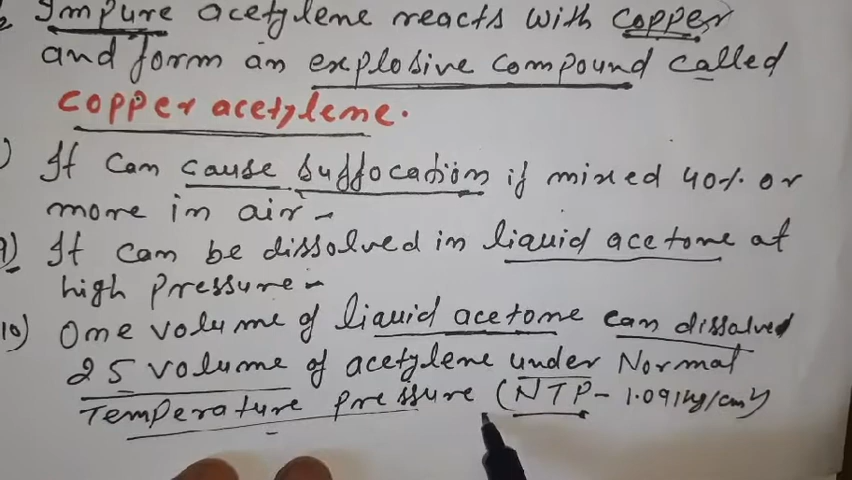 Impure acetylene reacts with copper
and form an explosive compound called
copper acetylene.
) It can cause suffocation if mixed 40% or
more in air -
9) It can be dissolved in liquid acetone at
high pressure -
10) One volume of liquid acetone can dissolved
25 volume of acetylene under Normal
Temperature pressure (NTP- 1.091kg/cm²)